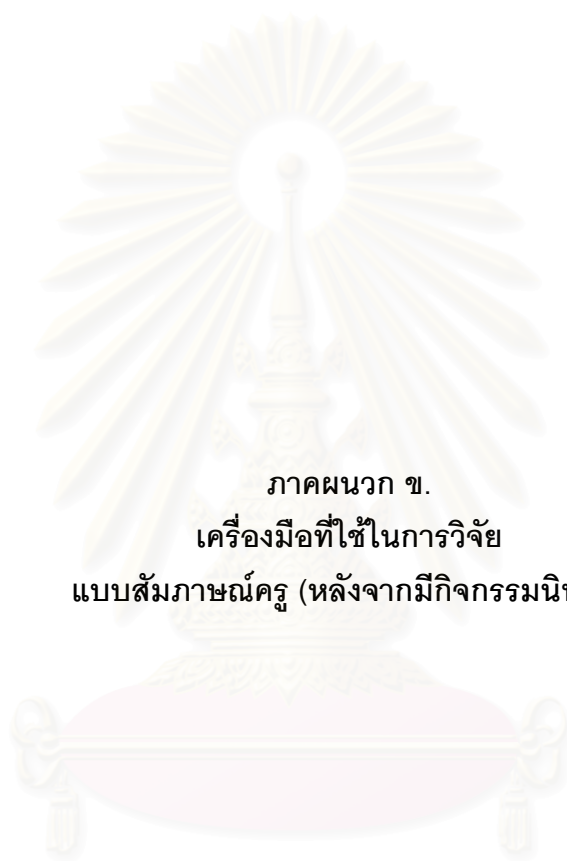 ภาคผนวก ข.
เครื่องมือที่ใช้ในการวิจัย
แบบสัมภาษณ์ครู (หลังจากมีกิจกรรม